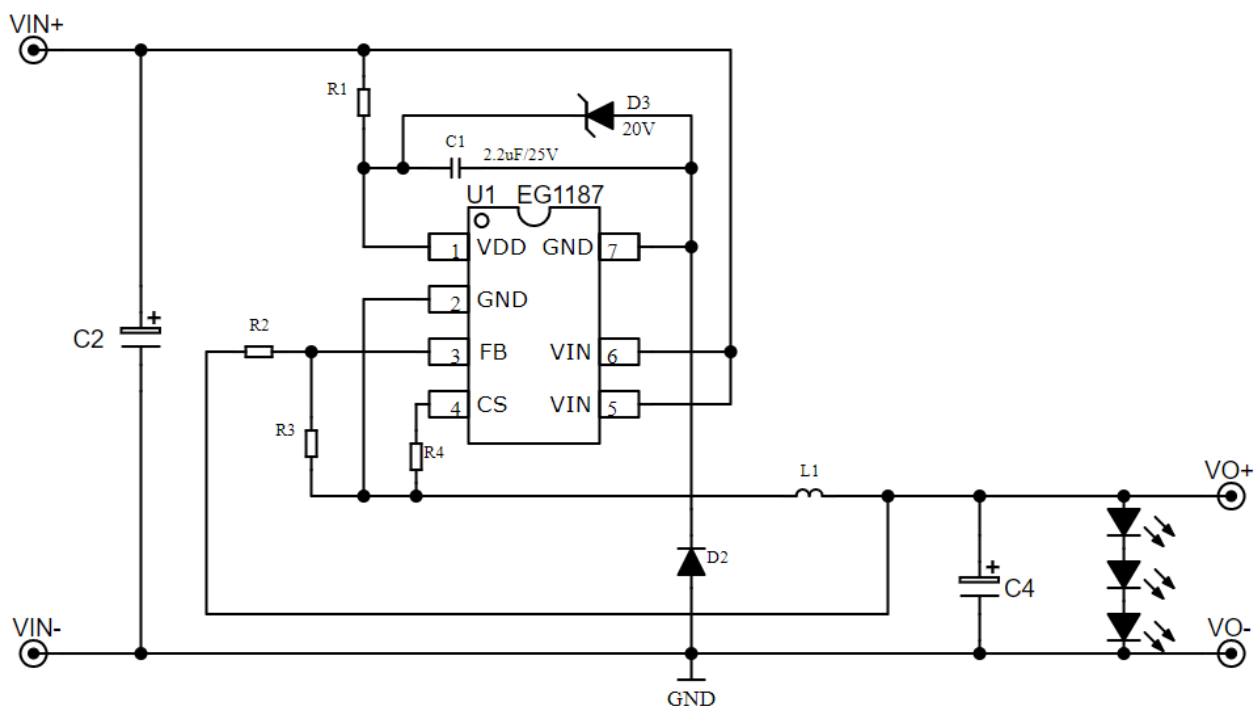 VIN+
R1
D3
20V
C1
2.2uF/25V
U1 EG1187
1 VDD GND 7
2 GND
C2
R2
3 FB VIN 6
4 CS VIN 5
R3
R4
L1
VO+
D2
C4
VIN-
VO-
GND